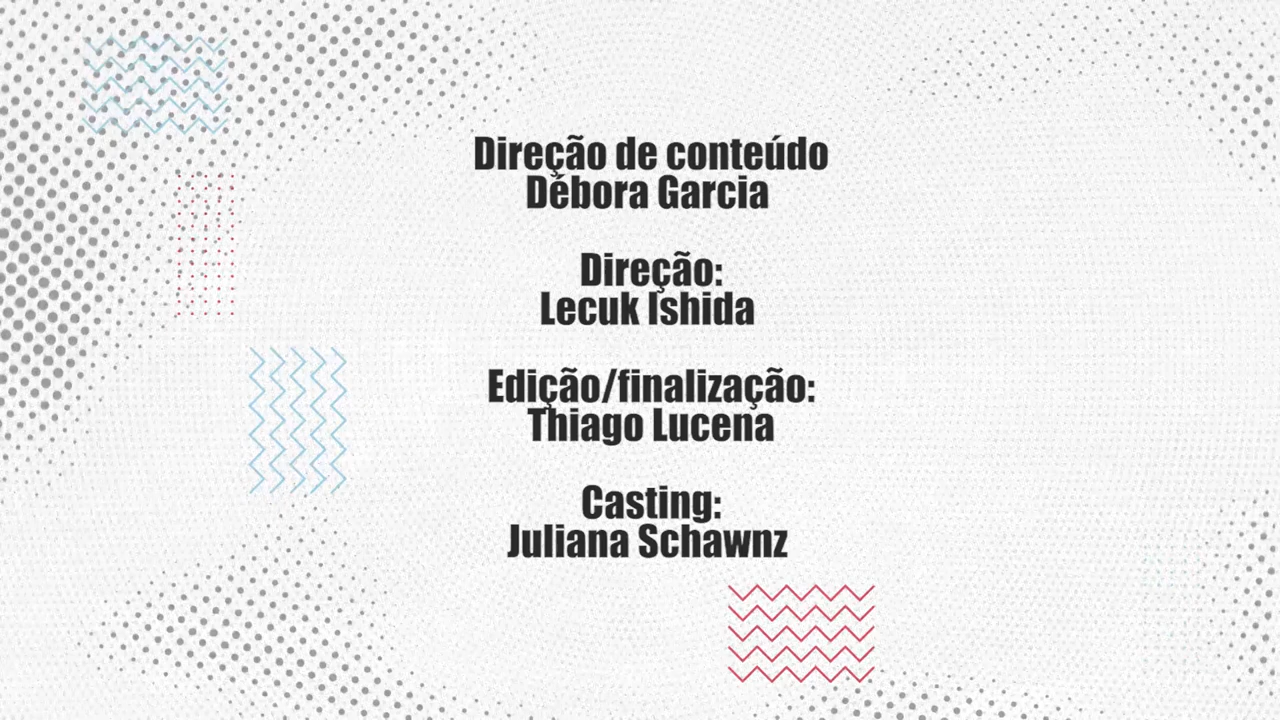 Direção de conteúdo
Débora Garcia
Direção:
Lecuk Ishida
Edição/finalização:
Thiago Lucena
Casting:
Juliana Schawnz